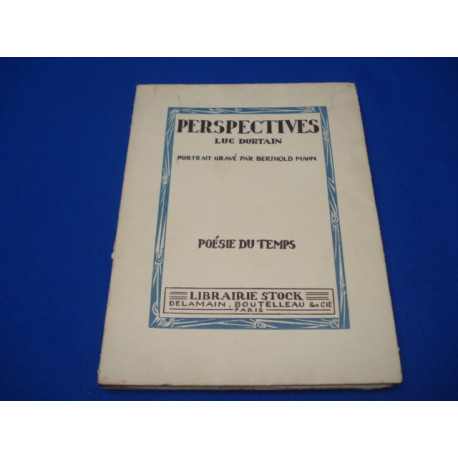 PERSPECTIVES
LUC DURTAIN
PORTRAIT GRAVÉ PAR BERTHOLD MAHN
POÉSIE DU TEMPS
LIBRAIRIE STOCK
DELAMAIN, BOUTELLEAU & CIE
PARIS